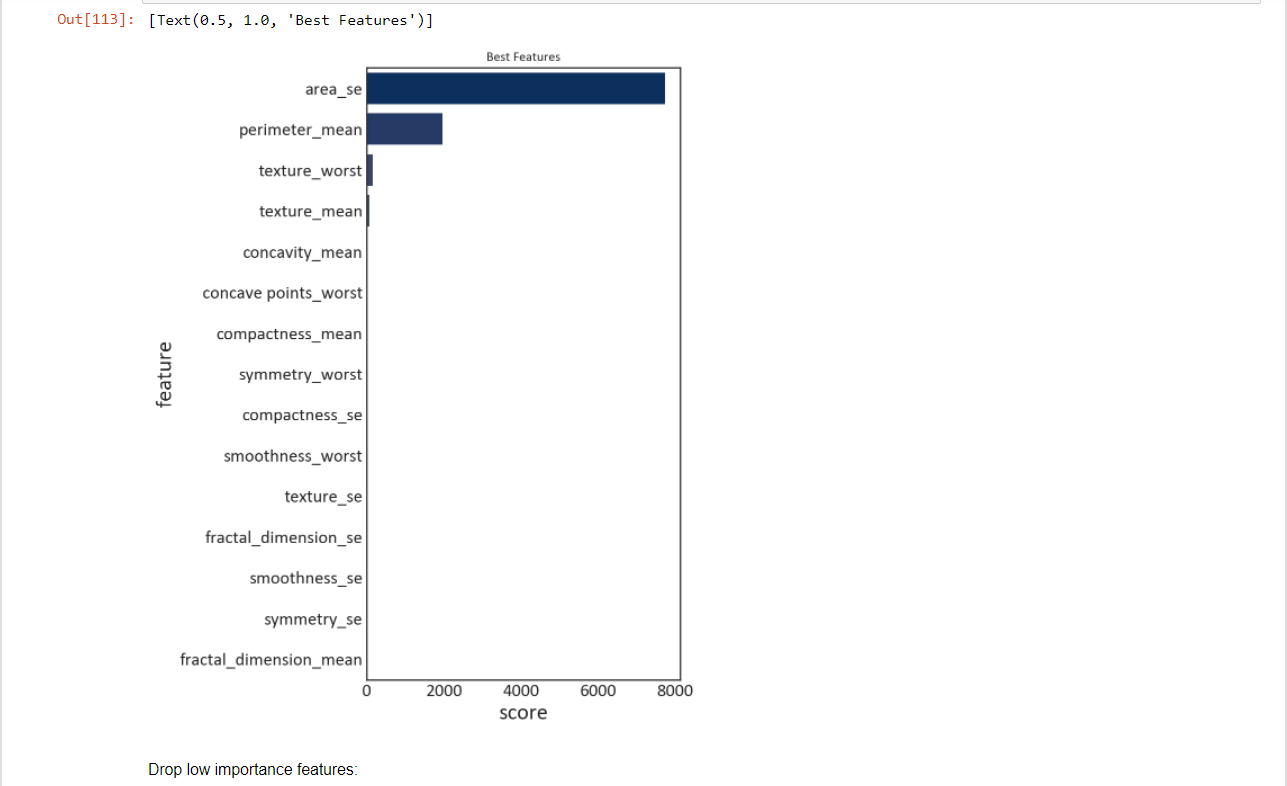 Out[113]: [Text(0.5, 1.0, 'Best Features')]
Best Features
area_se
perimeter_mean
texture_worst
texture_mean
concavity_mean
concave points_worst
compactness_mean
symmetry_worst
compactness_se
smoothness_worst
texture_se
fractal_dimension_se
smoothness_se
symmetry_se
fractal_dimension_mean
feature
0 2000 4000 6000 8000
score
Drop low importance features: